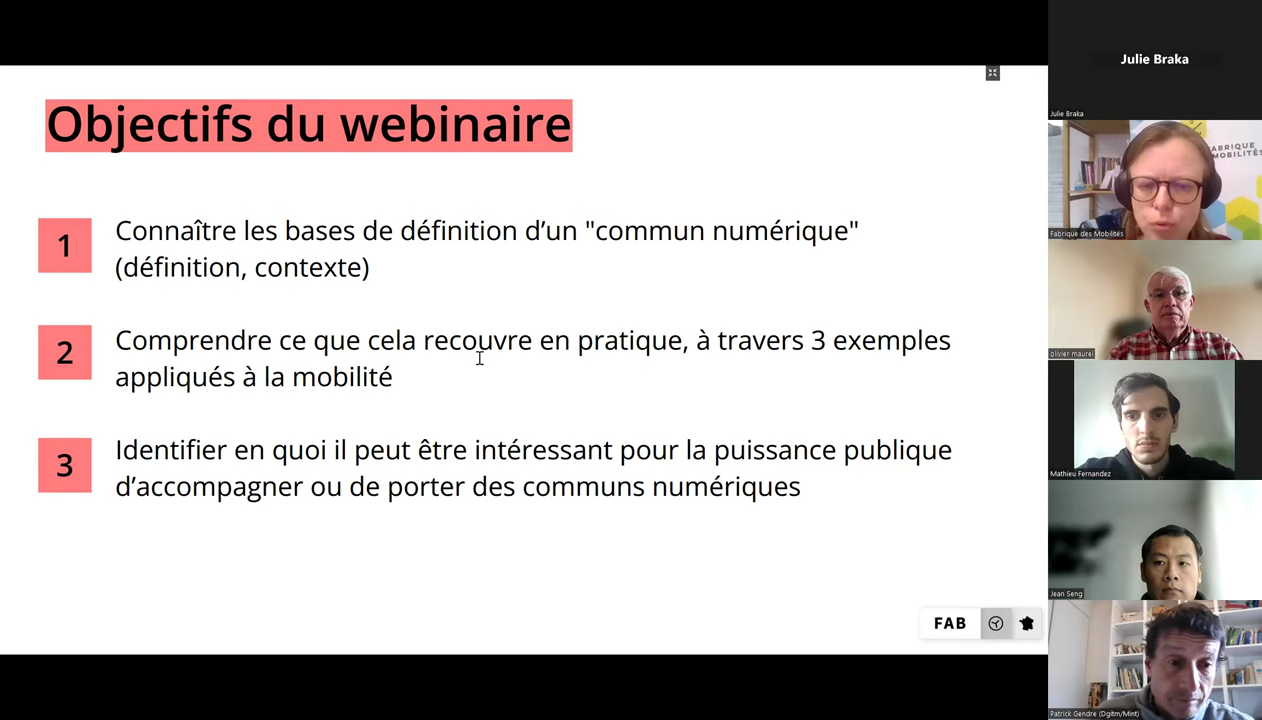 Objectifs du webinaire
1
Connaître les bases de définition d’un "commun numérique"
(définition, contexte)
2
Comprendre ce que cela recouvre en pratique, à travers 3 exemples
appliqués à la mobilité
3
Identifier en quoi il peut être intéressant pour la puissance publique
d’accompagner ou de porter des communs numériques
FAB
Julie Braka
Julie Braka
FABRIQUE
MOBILITÉS
Fabrique des Mobilités
olivier maurel
Mathieu Fernandez
Jean Seng
Patrick Gendre (Dgitm/Mint)